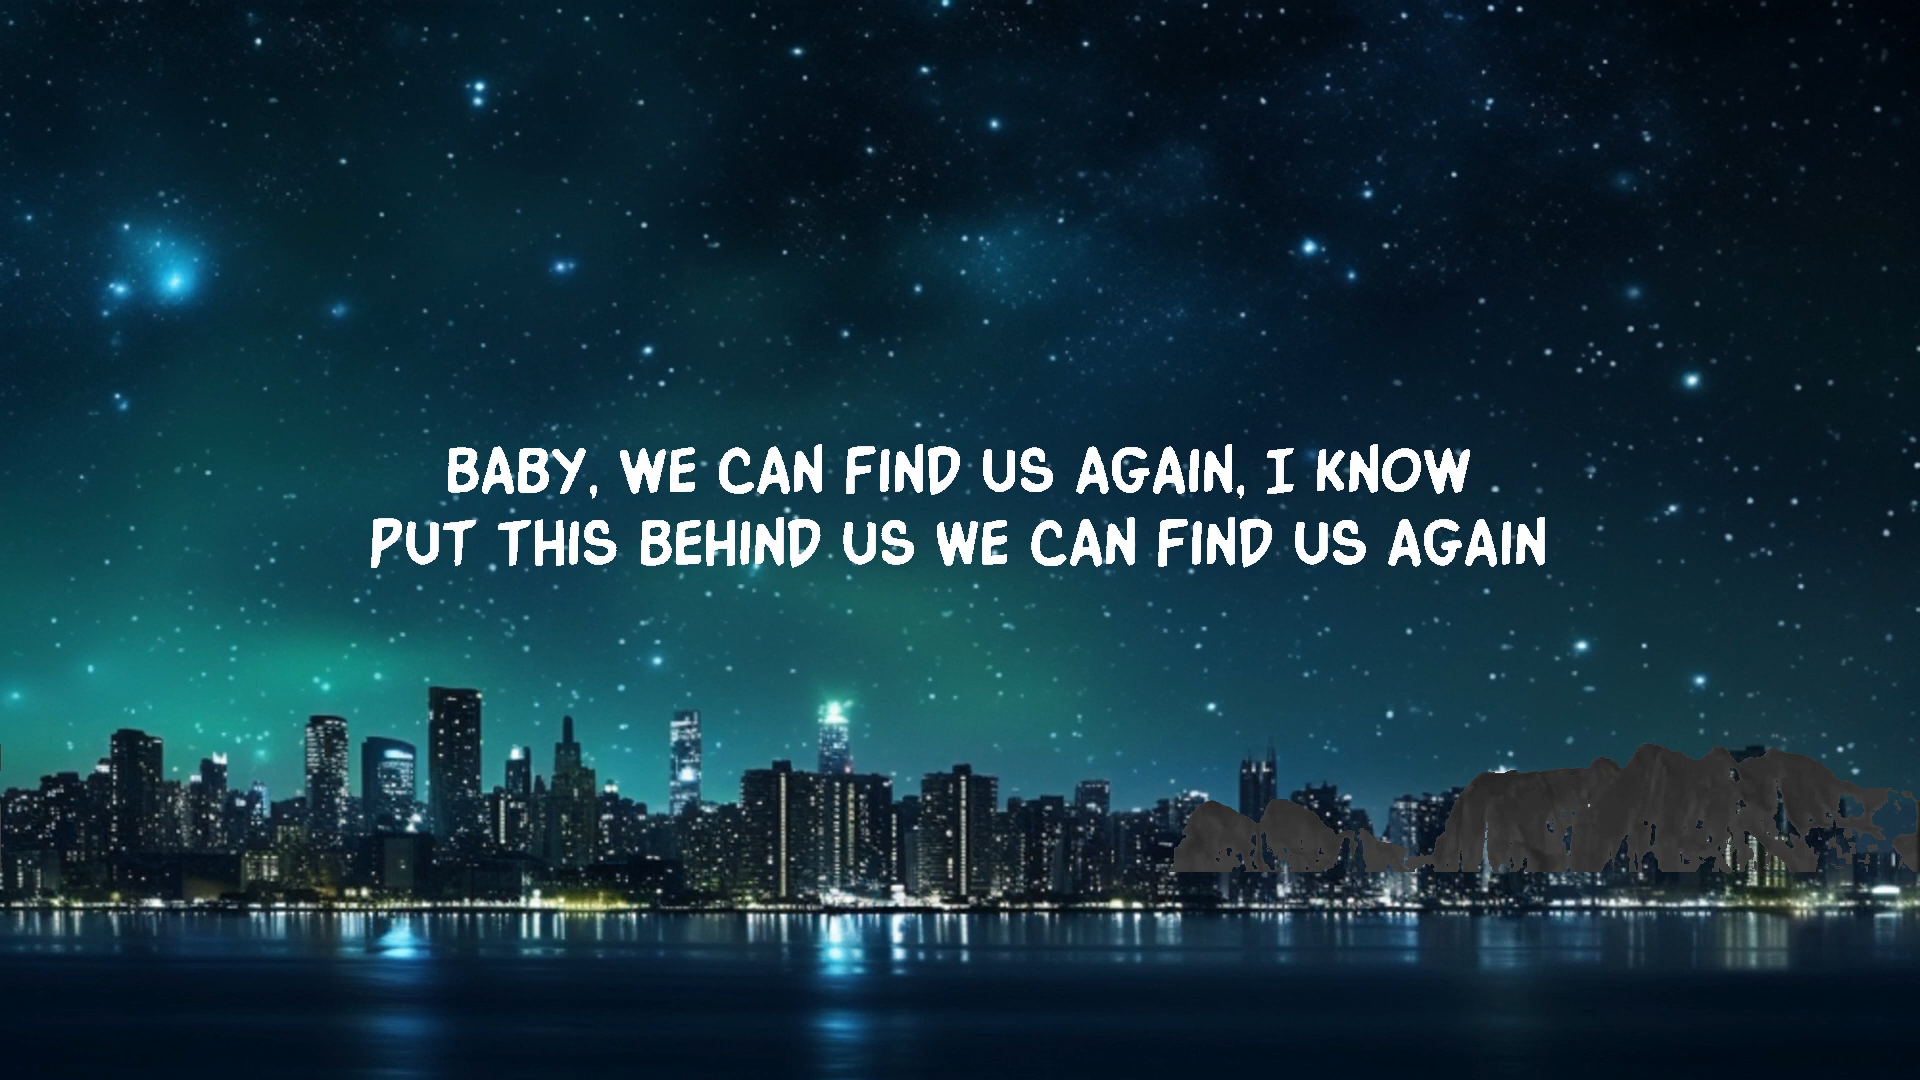 BABY, WE CAN FIND US AGAIN, I KNOW
PUT THIS BEHIND US WE CAN FIND US AGAIN